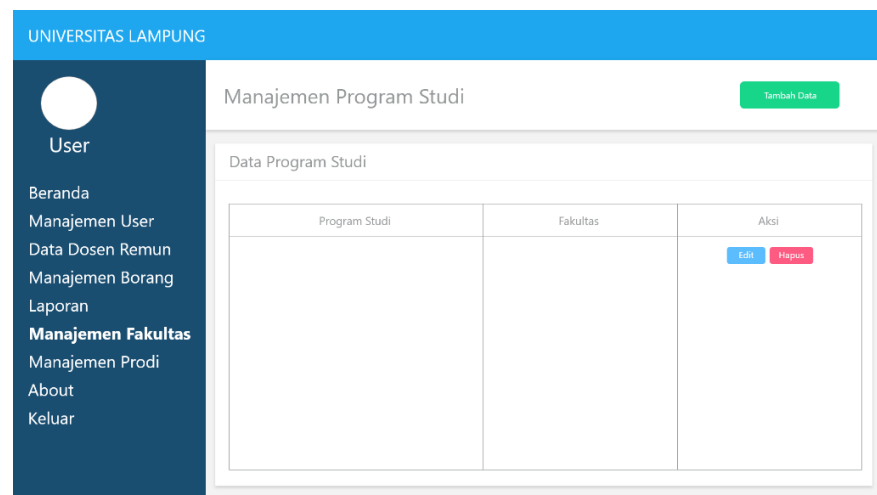 UNIVERSITAS LAMPUNG
User
Beranda
Manajemen User
Data Dosen Remun
Manajemen Borang
Laporan
Manajemen Fakultas
Manajemen Prodi
About
Keluar
Manajemen Program Studi
Tambah Data
Data Program Studi
Program Studi Fakultas Aksi
Edit Hapus